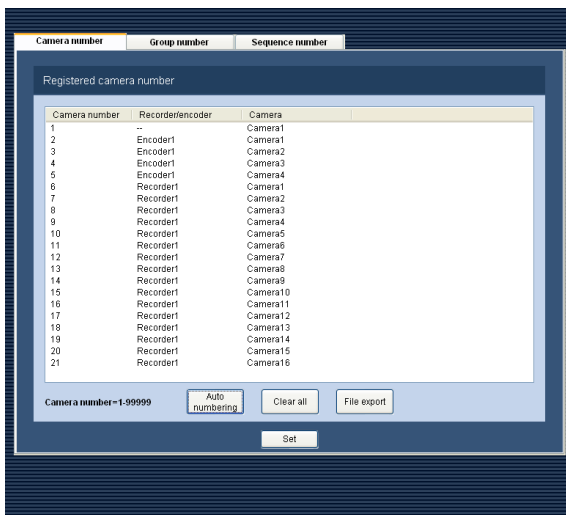 Camera number Group number Sequence number
Registered camera number
Camera number Recorder/encoder Camera
1 -- Camera1
2 Encoder1 Camera1
3 Encoder1 Camera2
4 Encoder1 Camera3
5 Encoder1 Camera4
6 Recorder1 Camera1
7 Recorder1 Camera2
8 Recorder1 Camera3
9 Recorder1 Camera4
10 Recorder1 Camera5
11 Recorder1 Camera6
12 Recorder1 Camera7
13 Recorder1 Camera8
14 Recorder1 Camera9
15 Recorder1 Camera10
16 Recorder1 Camera11
17 Recorder1 Camera12
18 Recorder1 Camera13
19 Recorder1 Camera14
20 Recorder1 Camera15
21 Recorder1 Camera16
Camera number=1-99999
Auto
numbering
Clear all
File export
Set